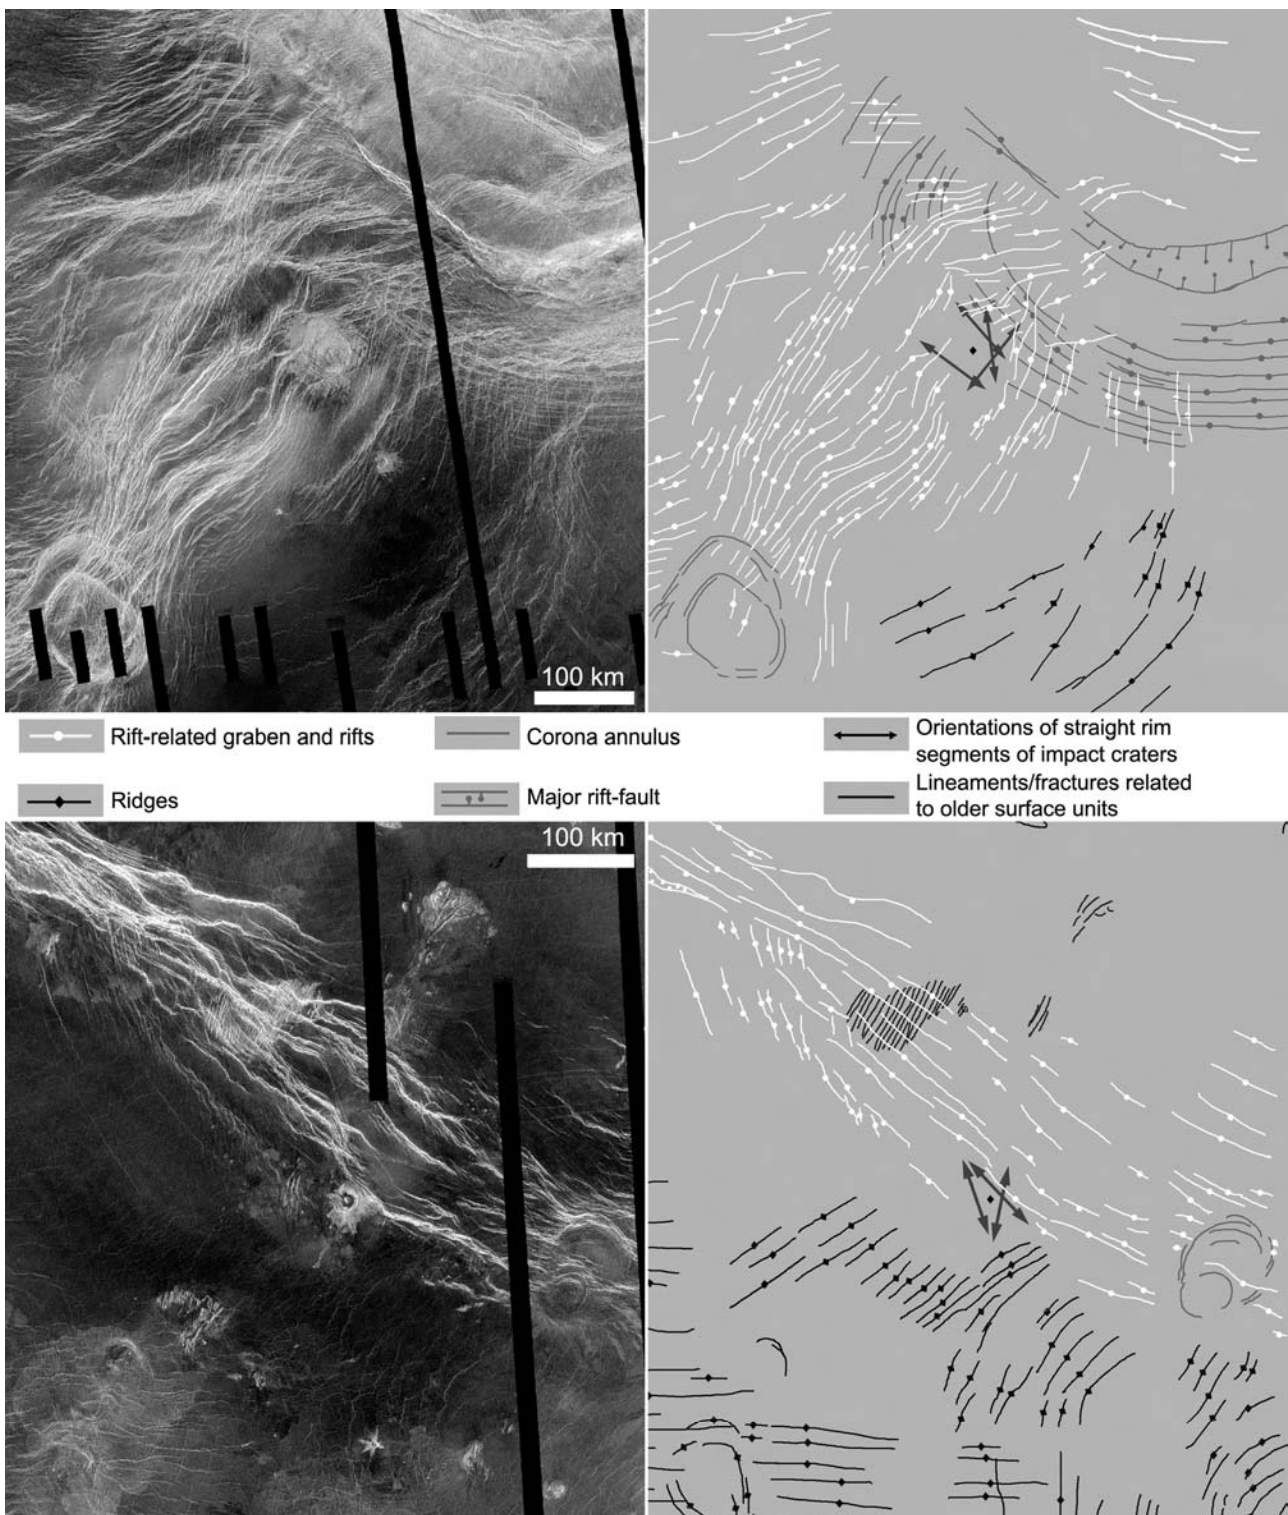 100 km
Rift-related graben and rifts
Corona annulus
Orientations of straight rim
segments of impact craters
Ridges
Major rift-fault
Lineaments/fractures related
to older surface units
100 km